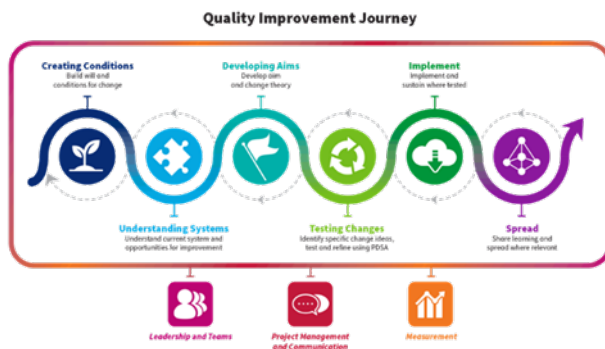 Quality Improvement Journey
Creating Conditions
Build will and
conditions for change
Developing Aims
Develop aim
and change theory
Implement
Implement and
sustain where tested
Understanding Systems
Understand current system and
opportunities for improvement
Testing Changes
Identify specific change ideas,
test and refine using PDSA
Spread
Share learning and
spread where relevant
Leadership and Teams
Project Management
and Communication
Measurement